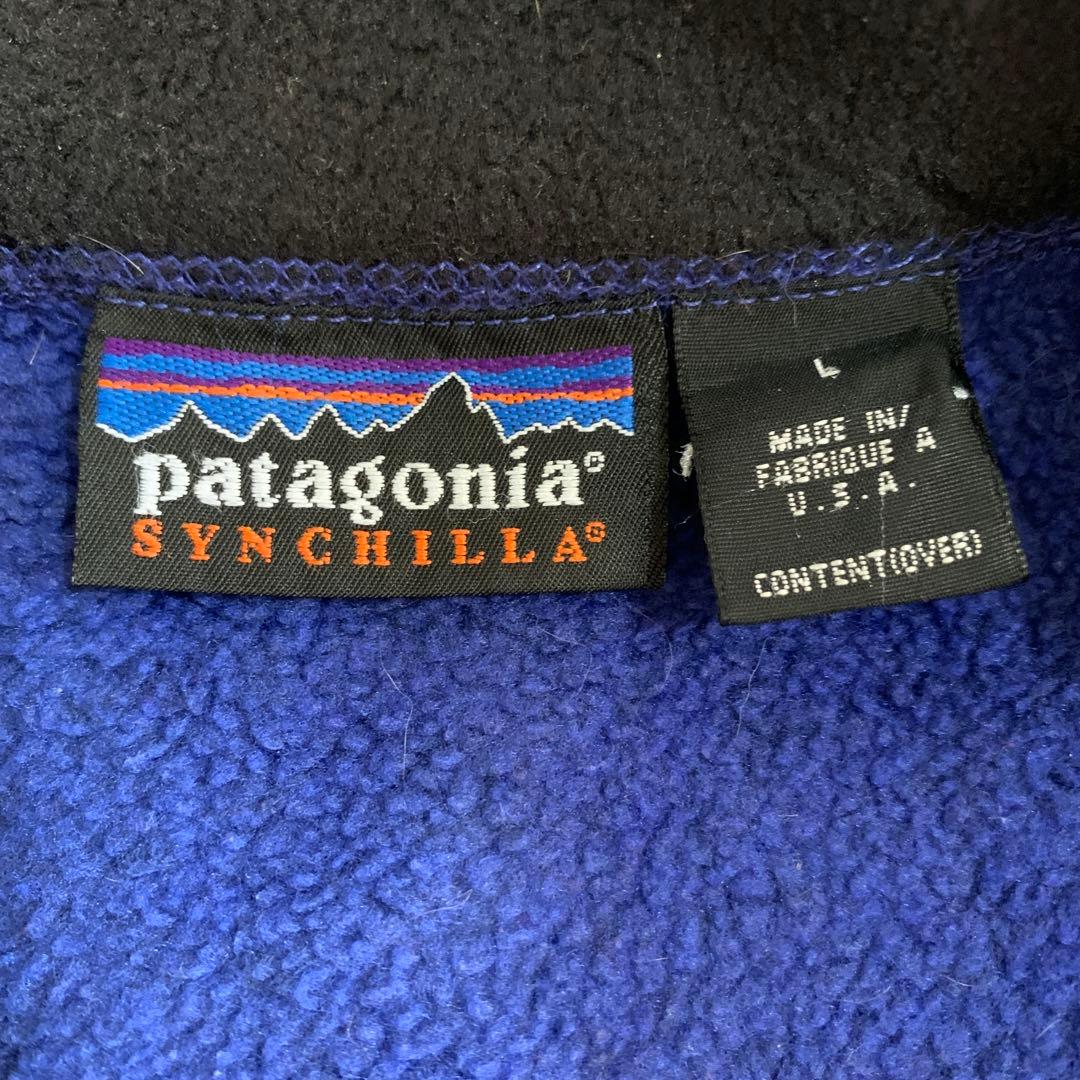 patagonia®
SYNCHILLA®
L
MADE IN/
FABRIQUE A
U.S.A.
CONTENT(OVER)